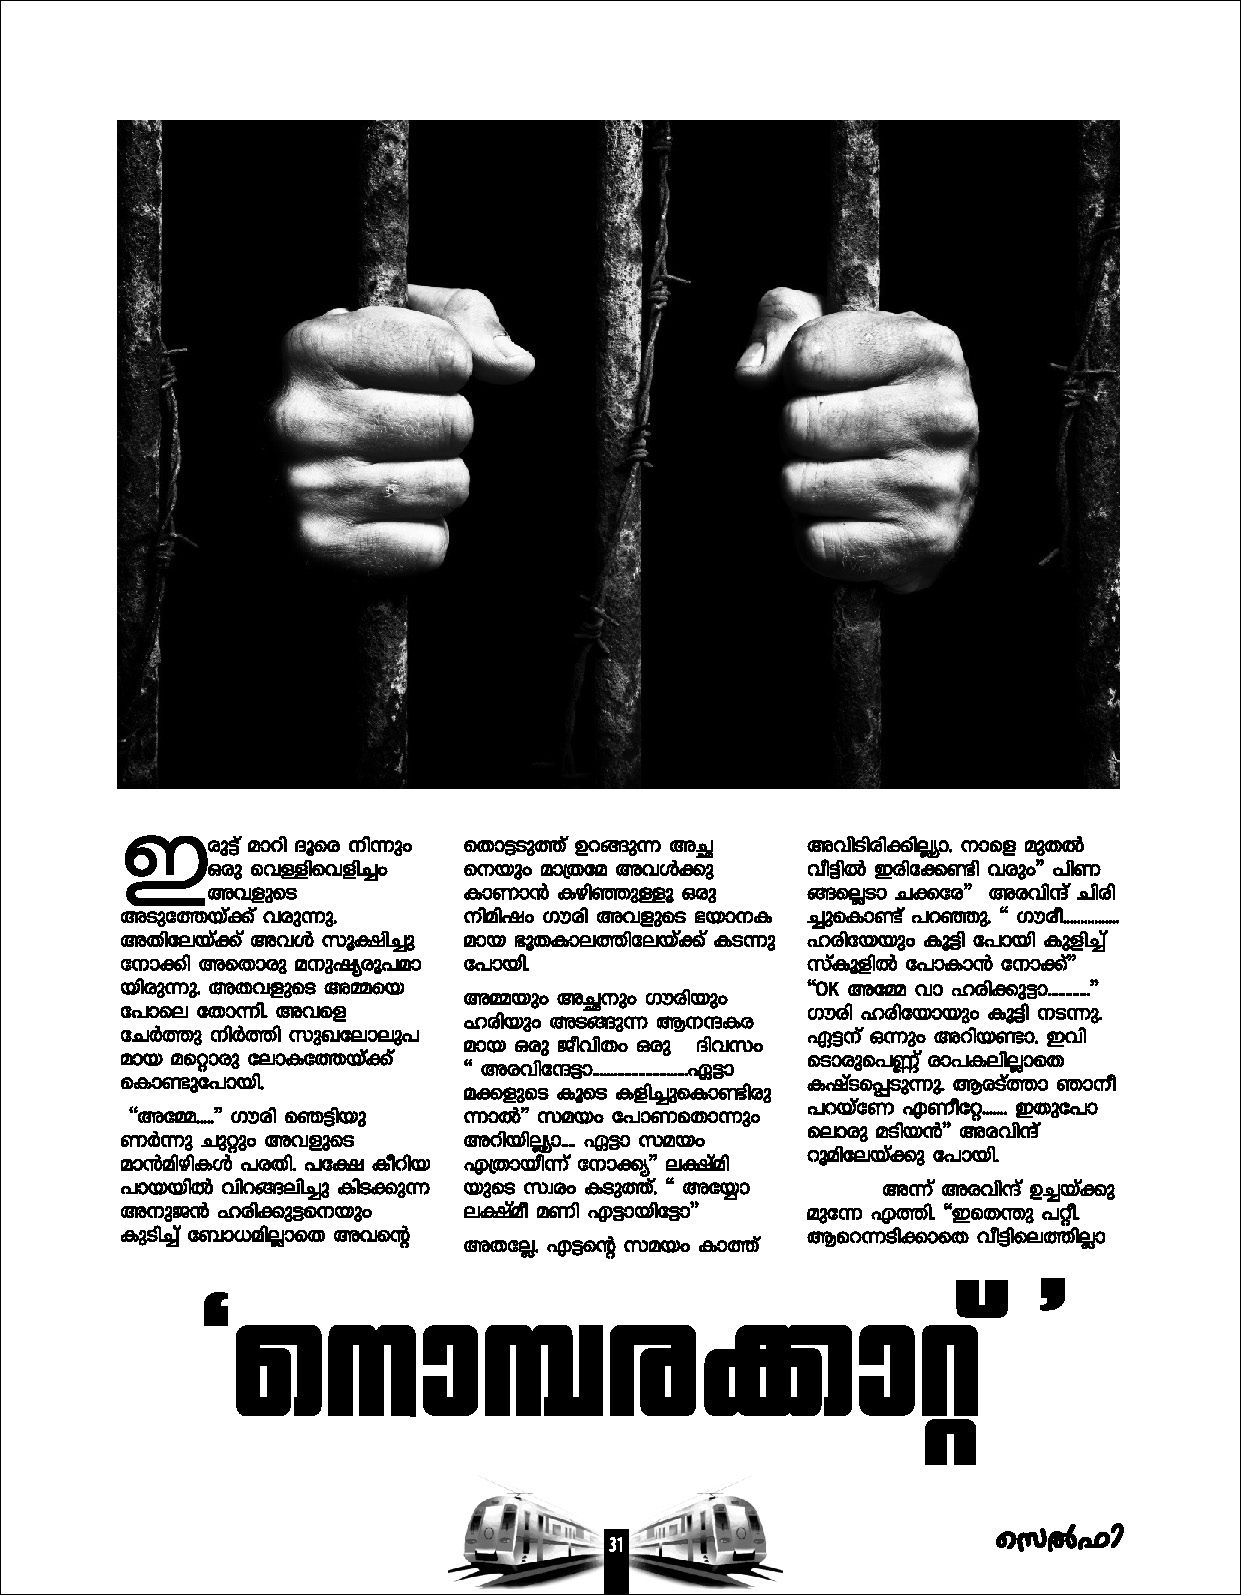 ഇരുട്ട് മാറി ദൂരെ നിന്നും
ഒരു വെള്ളിവെളിച്ചം
അവളുടെ
അടുത്തേയ്ക്ക് വരുന്നു.
അതിലേയ്ക്ക് അവൾ സൂക്ഷിച്ചു
നോക്കി അതൊരു മനുഷ്യരൂപമാ
യിരുന്നു. അതവളുടെ അമ്മയെ
പോലെ തോന്നി. അവളെ
ചേർത്തു നിർത്തി സുഖലോലുപ
മായ മറ്റൊരു ലോകത്തേയ്ക്ക്
കൊണ്ടുപോയി.
“അമ്മേ.....” ഗൗരി ഞെട്ടിയു
ണർന്നു ചുറ്റും അവളുടെ
മാൻമിഴികൾ പരതി. പക്ഷേ കീറിയ
പായയിൽ വിറങ്ങലിച്ചു കിടക്കുന്ന
അനുജൻ ഹരിക്കുട്ടനെയും
കുടിച്ച് ബോധമില്ലാതെ അവന്റെ
തൊട്ടടുത്ത് ഉറങ്ങുന്ന അച്ഛ
നെയും മാത്രമേ അവൾക്കു
കാണാൻ കഴിഞ്ഞുള്ളൂ ഒരു
നിമിഷം ഗൗരി അവളുടെ ഭയാനക
മായ ഭൂതകാലത്തിലേയ്ക്ക് കടന്നു
പോയി.
അമ്മയും അച്ഛനും ഗൗരിയും
ഹരിയും അടങ്ങുന്ന ആനന്ദകര
മായ ഒരു ജീവിതം ഒരു ദിവസം
“ അരവിന്ദേട്ടാ...................ഏട്ടാ
മക്കളുടെ കൂടെ കളിച്ചുകൊണ്ടിരു
ന്നാൽ” സമയം പോണതൊന്നും
അറിയില്ല്യാ... ഏട്ടാ സമയം
എത്രായീന്ന് നോക്ക്യ” ലക്ഷ്മി
യുടെ സ്വരം കടുത്ത്. “ അയ്യോ
ലക്ഷ്മീ മണി എട്ടായിട്ടോ”
അതല്ലേ. എട്ടന്റെ സമയം കാത്ത്
അവിടിരിക്കില്ല്യാ. നാളെ മുതൽ
വീട്ടിൽ ഇരിക്കേണ്ടി വരും” പിണ
ങ്ങല്ലെടാ ചക്കരേ” അരവിന്ദ് ചിരി
ച്ചുകൊണ്ട് പറഞ്ഞു. “ ഗൗരീ...............
ഹരിയേയും കൂട്ടി പോയി കുളിച്ച്
സ്കൂളിൽ പോകാൻ നോക്ക്”
“OK അമ്മേ വാ ഹരിക്കുട്ടാ........”
ഗൗരി ഹരിയോയും കൂട്ടി നടന്നു.
ഏട്ടന് ഒന്നും അറിയണ്ടാ. ഇവി
ടൊരുപെണ്ണ് രാപകലില്ലാതെ
കഷ്ടപ്പെടുന്നു. ആരട്ത്താ ഞാനീ
പറയ്ണേ എണീറ്റേ...... ഇതുപോ
ലൊരു മടിയൻ” അരവിന്ദ്
റൂമിലേയ്ക്കു പോയി.
അന്ന് അരവിന്ദ് ഉച്ചയ്ക്കു
മുന്നേ എത്തി. “ഇതെന്തു പറ്റീ.
ആറെന്നടിക്കാതെ വീട്ടിലെത്തില്ലാ
‘നൊമ്പരക്കാറ്റ്’
31
സെൽഫി